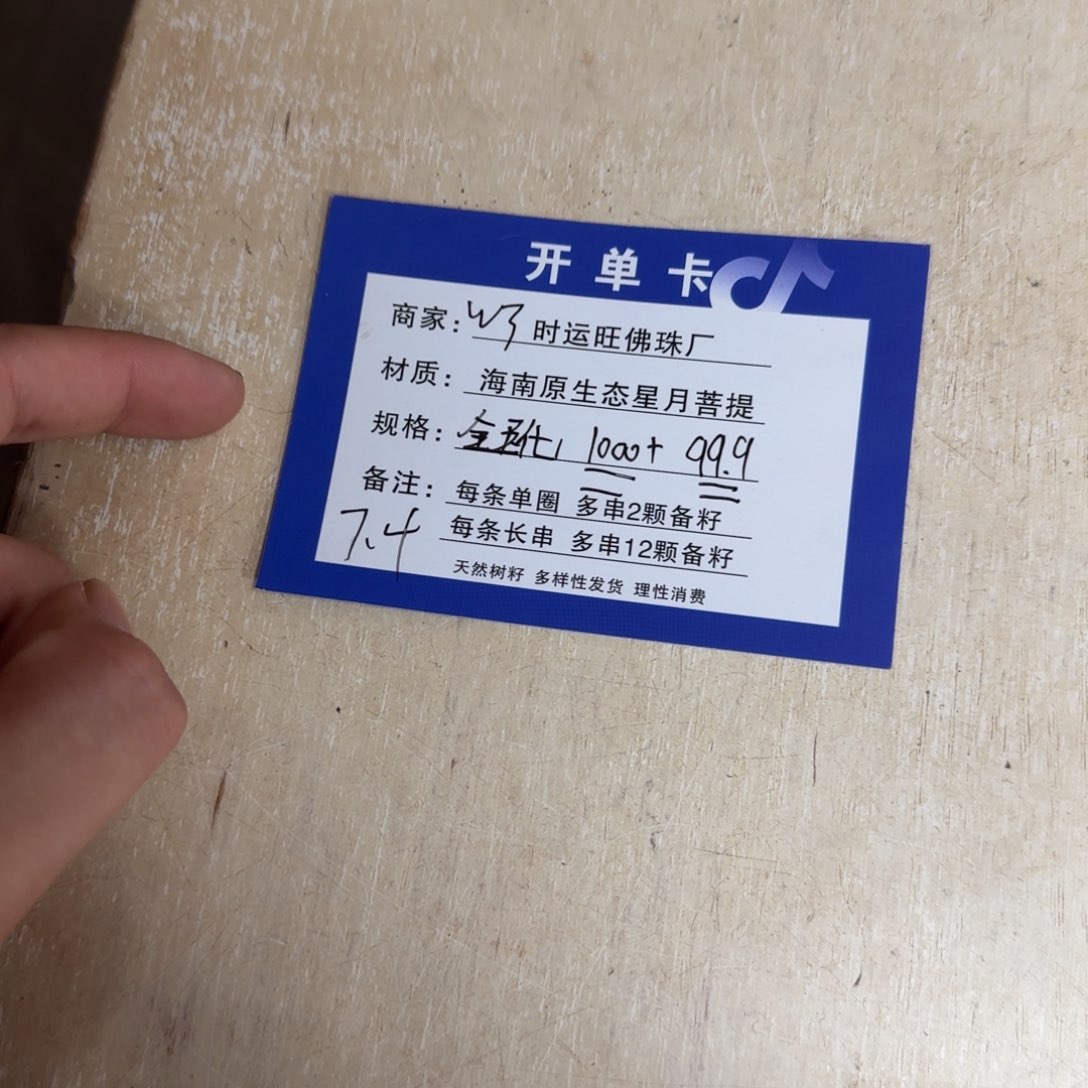 开单卡
商家：W3 时运旺佛珠厂
材质：海南原生态星月菩提
规格：全 1000+ 99.9
备注：每条单圈 多串2颗备籽
7.4 每条长串 多串12颗备籽
天然树籽 多样性发货 理性消费